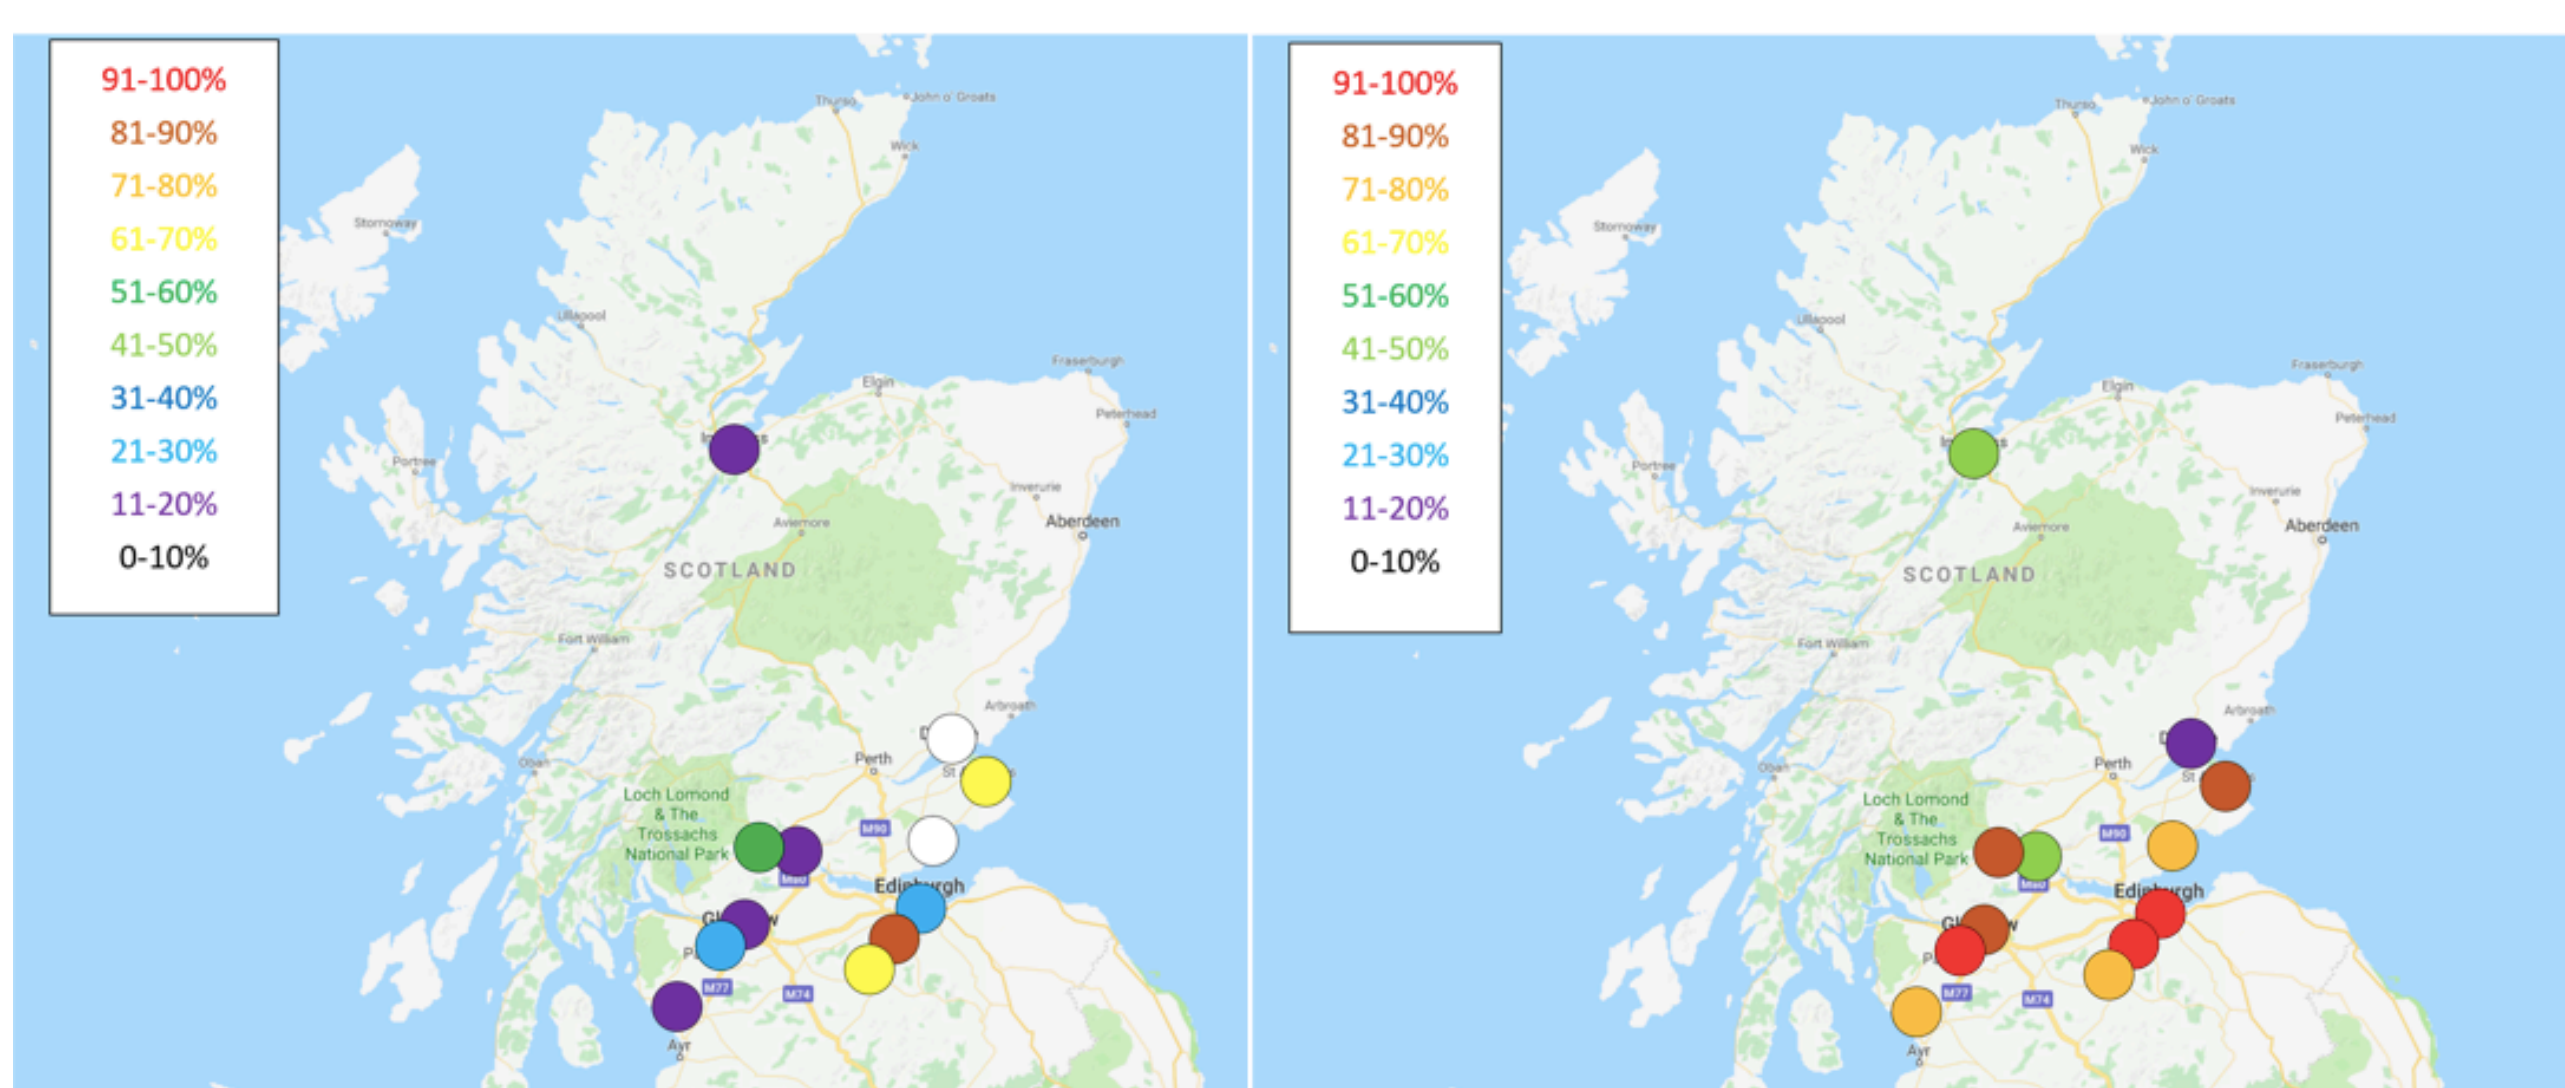 91-100%
81-90%
71-80%
61-70%
51-60%
41-50%
31-40%
21-30%
11-20%
0-10%
Thurso
John o' Groats
Wick
Stornoway
Ullapool
Fraserburgh
Elgin
Peterhead
Portree
Inverurie
Aviemore
Aberdeen
SCOTLAND
Fort William
Arbroath
Perth
Oban
Loch Lomond
& The
Trossachs
National Park
M90
Edinburgh
M77
M74
Ayr
91-100%
81-90%
71-80%
61-70%
51-60%
41-50%
31-40%
21-30%
11-20%
0-10%
Thurso
John o' Groats
Wick
Stornoway
Ullapool
Fraserburgh
Elgin
Peterhead
Portree
Inverurie
Aviemore
Aberdeen
SCOTLAND
Fort William
Arbroath
Perth
Oban
Loch Lomond
& The
Trossachs
National Park
M90
Edinburgh
M77
M74
Ayr